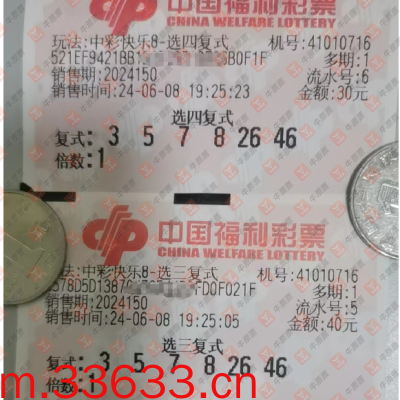 中国福利彩票
CHINA WELFARE LOTTERY
玩法:中彩快乐8-选四复式 机号:41010716
521EF9421BB1 B0F1F 多期:1
销售期:2024150 流水号:6
销售时间:24-06-08 19:25:23 金额:30元
选四复式
复式: 3 5 7 8 26 46
倍数:1
中国福利彩票
CHINA WELFARE LOTTERY
玩法:中彩快乐8-选三复式 机号:41010716
578D5D1387 FD0F021F 多期:1
销售期:2024150 流水号:5
销售时间:24-06-08 19:25:05 金额:40元
选三复式
复式: 3 5 7 8 26 46
倍数:1
m.33633.cn